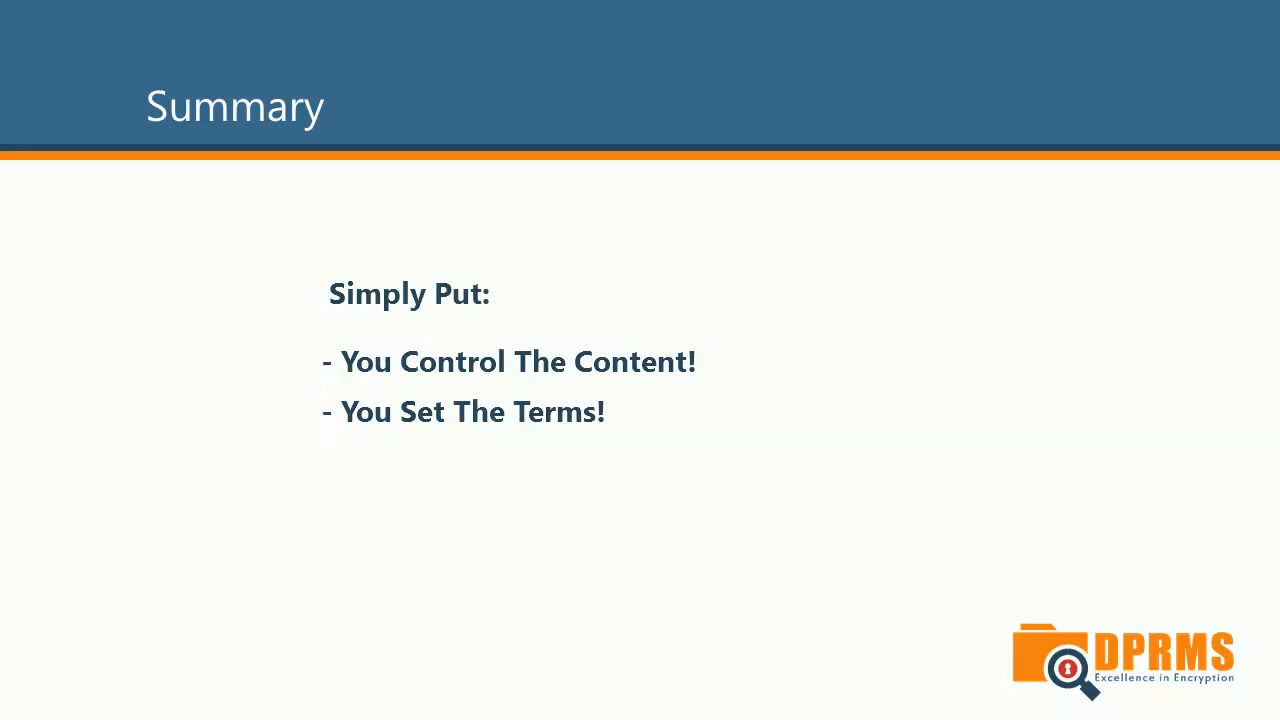 Summary
Simply Put:
- You Control The Content!
- You Set The Terms!
DPRMS
Excellence in Encryption